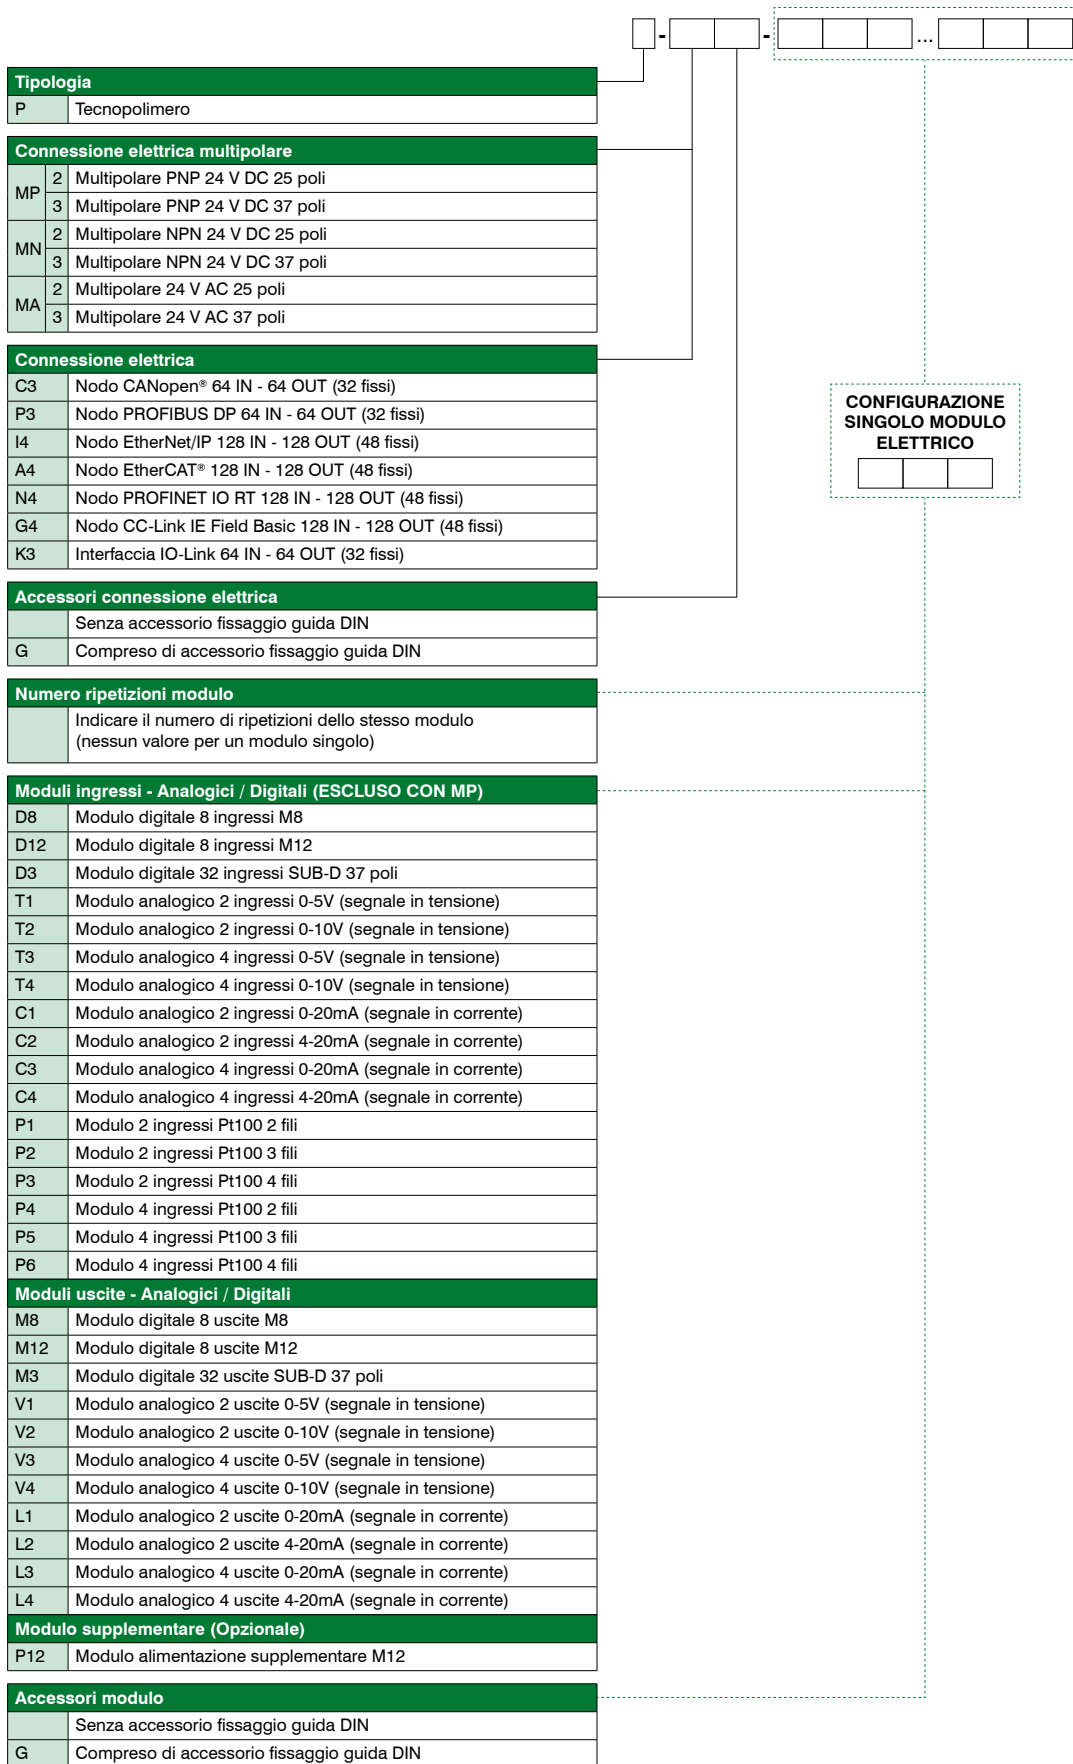 - - ...
Tipologia
P Tecnopolimero
Connessione elettrica multipolare
MP 2 Multipolare PNP 24 V DC 25 poli
3 Multipolare PNP 24 V DC 37 poli
MN 2 Multipolare NPN 24 V DC 25 poli
3 Multipolare NPN 24 V DC 37 poli
MA 2 Multipolare 24 V AC 25 poli
3 Multipolare 24 V AC 37 poli
Connessione elettrica
C3 Nodo CANopen® 64 IN - 64 OUT (32 fissi)
P3 Nodo PROFIBUS DP 64 IN - 64 OUT (32 fissi)
I4 Nodo EtherNet/IP 128 IN - 128 OUT (48 fissi)
A4 Nodo EtherCAT® 128 IN - 128 OUT (48 fissi)
N4 Nodo PROFINET IO RT 128 IN - 128 OUT (48 fissi)
G4 Nodo CC-Link IE Field Basic 128 IN - 128 OUT (48 fissi)
K3 Interfaccia IO-Link 64 IN - 64 OUT (32 fissi)
CONFIGURAZIONE
SINGOLO MODULO
ELETTRICO
Accessori connessione elettrica
Senza accessorio fissaggio guida DIN
G Compreso di accessorio fissaggio guida DIN
Numero ripetizioni modulo
Indicare il numero di ripetizioni dello stesso modulo
(nessun valore per un modulo singolo)
Moduli ingressi - Analogici / Digitali (ESCLUSO CON MP)
D8 Modulo digitale 8 ingressi M8
D12 Modulo digitale 8 ingressi M12
D3 Modulo digitale 32 ingressi SUB-D 37 poli
T1 Modulo analogico 2 ingressi 0-5V (segnale in tensione)
T2 Modulo analogico 2 ingressi 0-10V (segnale in tensione)
T3 Modulo analogico 4 ingressi 0-5V (segnale in tensione)
T4 Modulo analogico 4 ingressi 0-10V (segnale in tensione)
C1 Modulo analogico 2 ingressi 0-20mA (segnale in corrente)
C2 Modulo analogico 2 ingressi 4-20mA (segnale in corrente)
C3 Modulo analogico 4 ingressi 0-20mA (segnale in corrente)
C4 Modulo analogico 4 ingressi 4-20mA (segnale in corrente)
P1 Modulo 2 ingressi Pt100 2 fili
P2 Modulo 2 ingressi Pt100 3 fili
P3 Modulo 2 ingressi Pt100 4 fili
P4 Modulo 4 ingressi Pt100 2 fili
P5 Modulo 4 ingressi Pt100 3 fili
P6 Modulo 4 ingressi Pt100 4 fili
Moduli uscite - Analogici / Digitali
M8 Modulo digitale 8 uscite M8
M12 Modulo digitale 8 uscite M12
M3 Modulo digitale 32 uscite SUB-D 37 poli
V1 Modulo analogico 2 uscite 0-5V (segnale in tensione)
V2 Modulo analogico 2 uscite 0-10V (segnale in tensione)
V3 Modulo analogico 4 uscite 0-5V (segnale in tensione)
V4 Modulo analogico 4 uscite 0-10V (segnale in tensione)
L1 Modulo analogico 2 uscite 0-20mA (segnale in corrente)
L2 Modulo analogico 2 uscite 4-20mA (segnale in corrente)
L3 Modulo analogico 4 uscite 0-20mA (segnale in corrente)
L4 Modulo analogico 4 uscite 4-20mA (segnale in corrente)
Modulo supplementare (Opzionale)
P12 Modulo alimentazione supplementare M12
Accessori modulo
Senza accessorio fissaggio guida DIN
G Compreso di accessorio fissaggio guida DIN